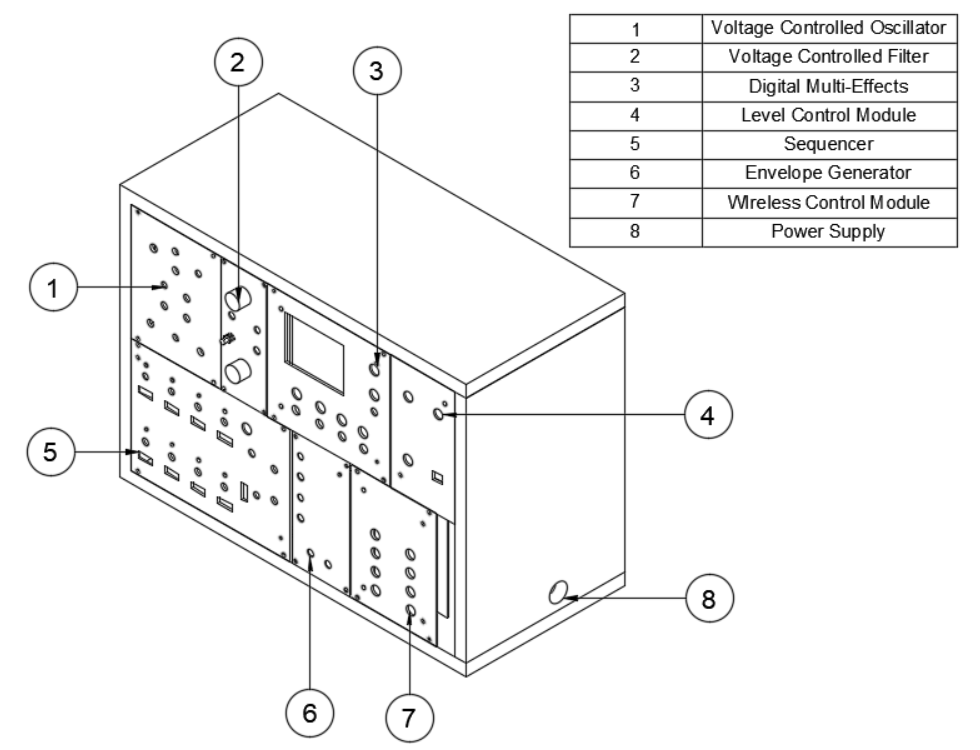 1 Voltage Controlled Oscillator
2 Voltage Controlled Filter
3 Digital Multi-Effects
4 Level Control Module
5 Sequencer
6 Envelope Generator
7 WIreless Control Module
8 Power Supply
2
3
1
4
5
8
6
7